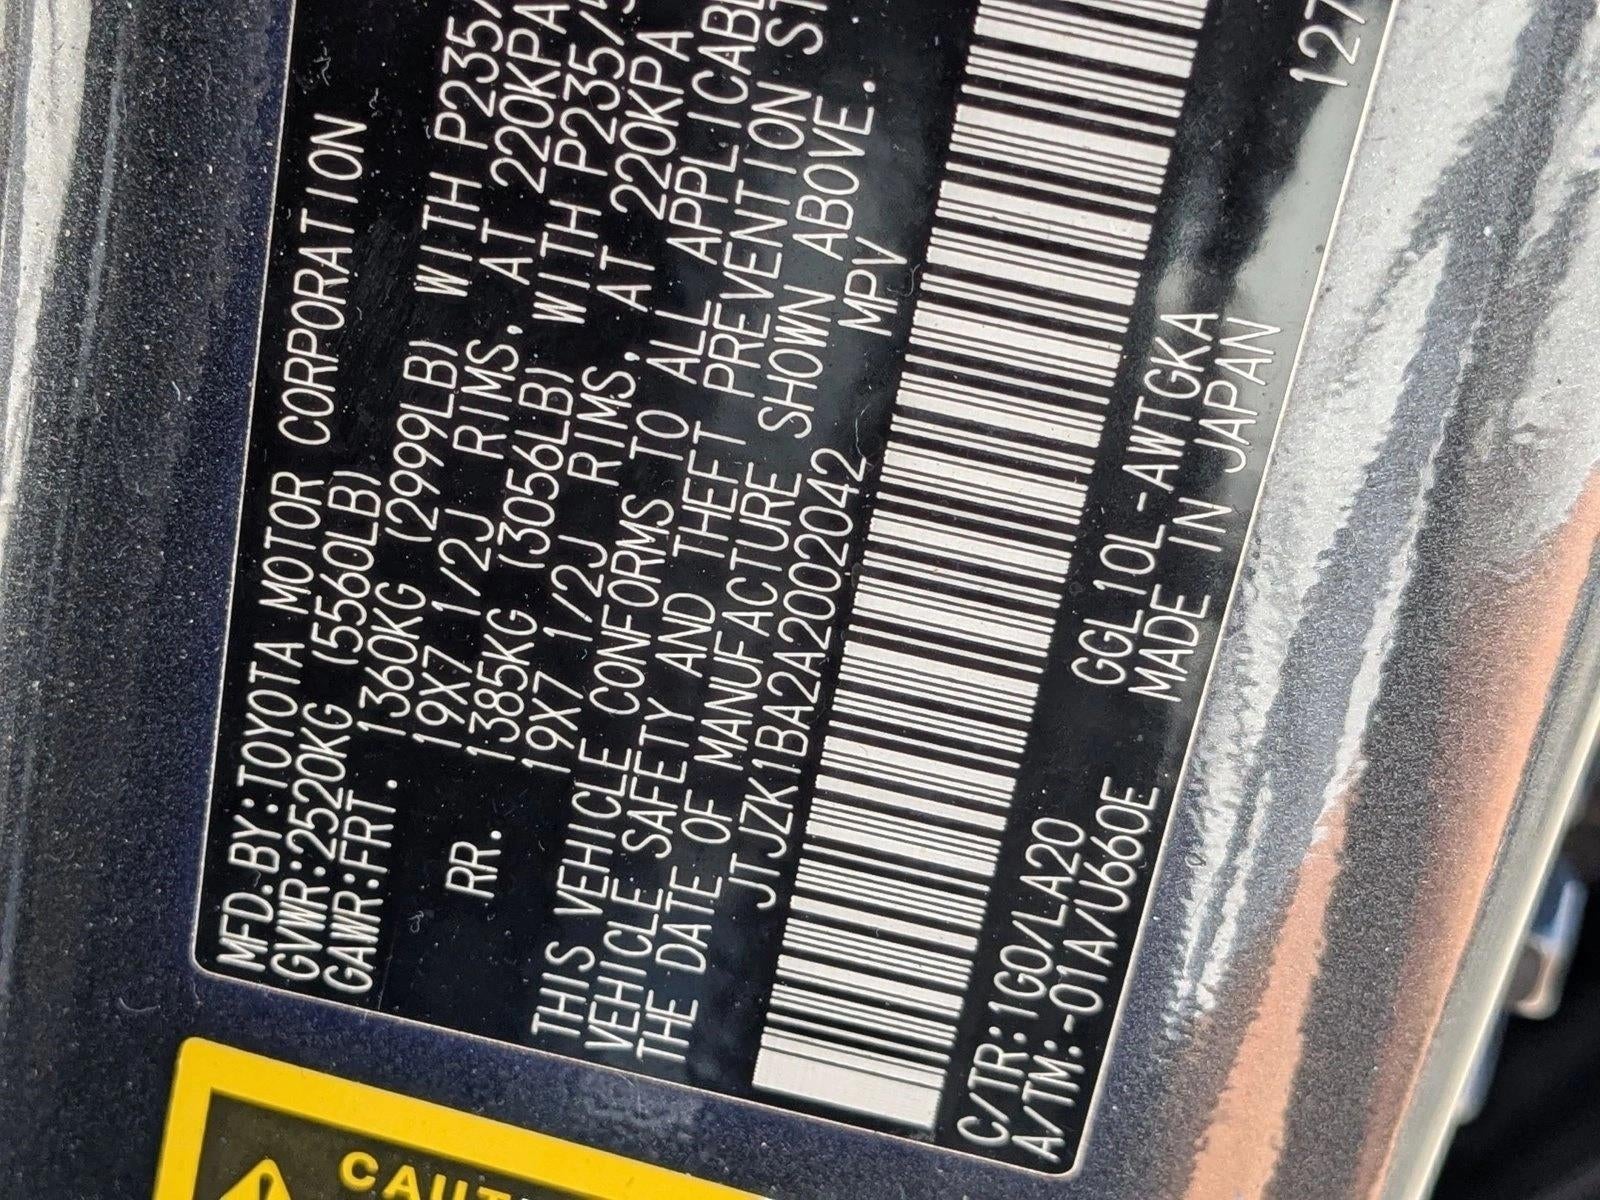 MFD.BY:TOYOTA MOTOR CORPORATION
GVWR:2520KG (5560LB)
GAWR:FRT. 1360KG (2999LB) WITH P235/
19X7 1/2J RIMS, AT 220KPA
RR. 1385KG (3056LB) WITH P235/
19X7 1/2J RIMS, AT 220KPA
THIS VEHICLE CONFORMS TO ALL APPLICABL
VEHICLE SAFETY AND THEFT PREVENTION ST
THE DATE OF MANUFACTURE SHOWN ABOVE.
JTJZK1BA2A2002042 MPV
C/TR:1G0/LA20 GGL10L-AWTGKA 127
A/TM:-01A/U660E MADE IN JAPAN